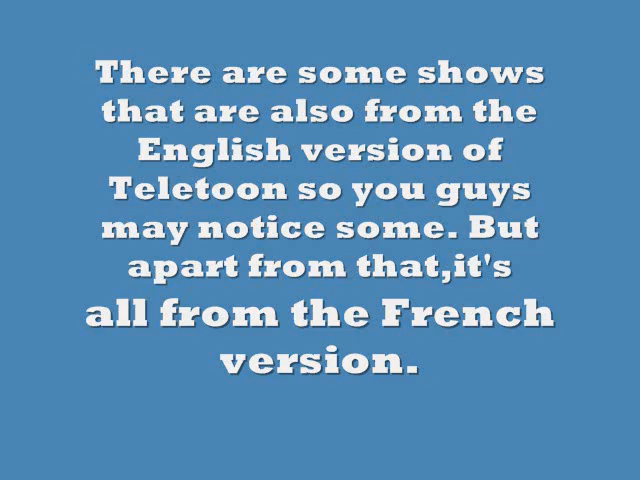 There are some shows
that are also from the
English version of
Teletoon so you guys
may notice some. But
apart from that,it's
all from the French
version.